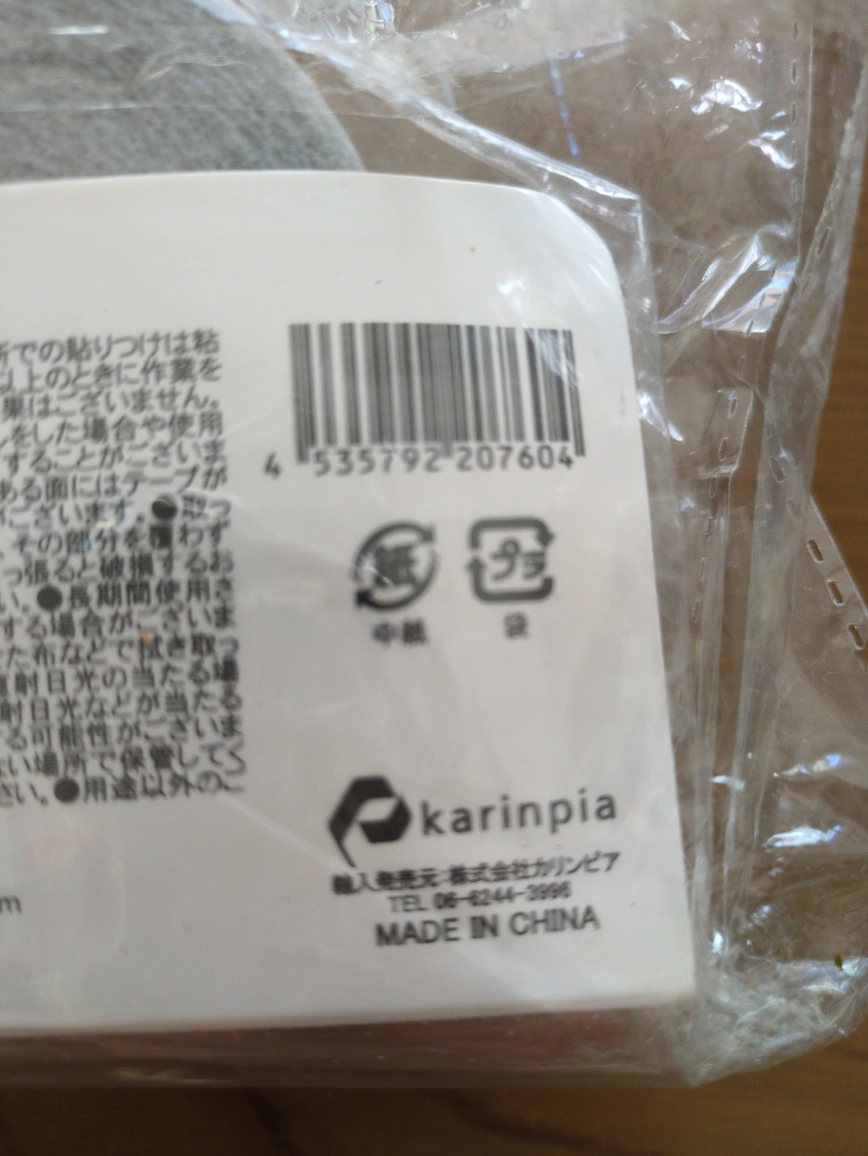 所での貼りつけは粘
以上のときに作業を
果はございません。
しをした場合や使用
することがございま
ある面にはテープが
がございます。●取っ
、その部分を覆わず
っ張ると破損するお
い。●長期間使用さ
する場合がございま
た布などで拭き取っ
直射日光の当たる場
射日光などが当たる
る可能性がございま
ない場所で保管してく
さい。●用途以外のこ
m
4 535792 207604
紙
中紙
プラ
袋
karinpia
輸入発売元:株式会社カリンピア
TEL 06-6244-3996
MADE IN CHINA